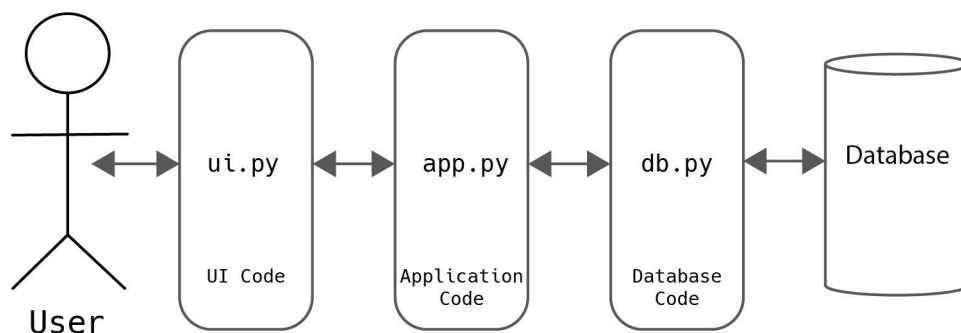 ui.py
app.py
db.py
Database
UI Code
Application
Code
Database
Code
User